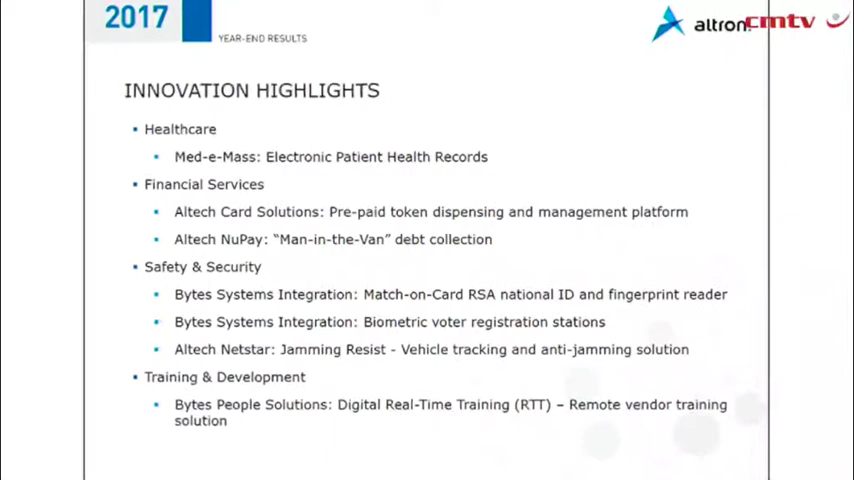 2017
YEAR-END RESULTS
altron
cmtv
INNOVATION HIGHLIGHTS
▪ Healthcare
▪ Med-e-Mass: Electronic Patient Health Records
▪ Financial Services
▪ Altech Card Solutions: Pre-paid token dispensing and management platform
▪ Altech NuPay: “Man-in-the-Van” debt collection
▪ Safety & Security
▪ Bytes Systems Integration: Match-on-Card RSA national ID and fingerprint reader
▪ Bytes Systems Integration: Biometric voter registration stations
▪ Altech Netstar: Jamming Resist - Vehicle tracking and anti-jamming solution
▪ Training & Development
▪ Bytes People Solutions: Digital Real-Time Training (RTT) – Remote vendor training
solution